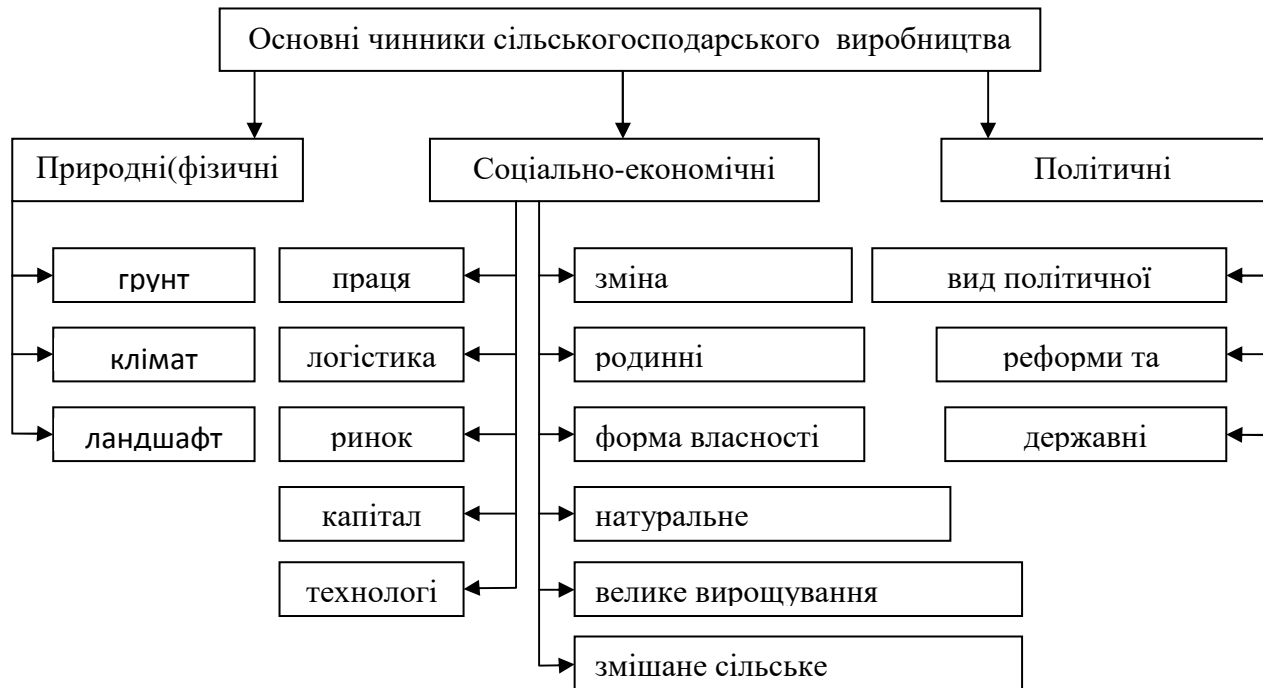 Основні чинники сільськогосподарського виробництва
Природні(фізичні
Соціально-економічні
Політичні
грунт
праця
зміна
вид політичної
клімат
логістика
родинні
реформи та
ландшафт
ринок
форма власності
державні
капітал
натуральне
технологі
велике вирощування
змішане сільське